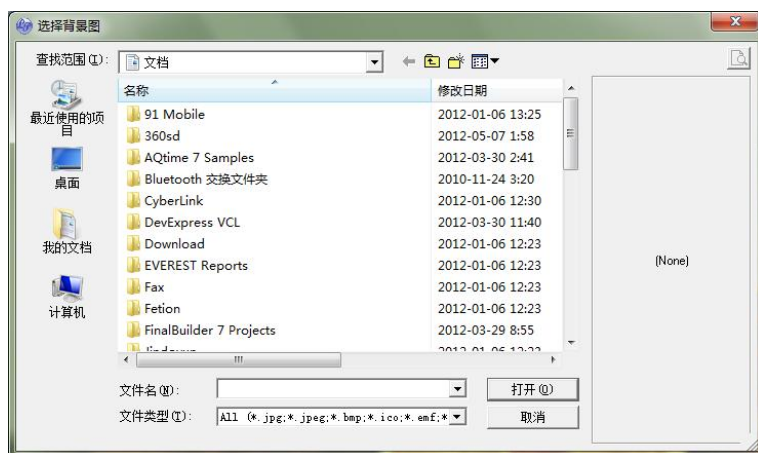 选择背景图
查找范围(I):
文档
名称
修改日期
91 Mobile
2012-01-06 13:25
360sd
2012-05-07 1:58
AQtime 7 Samples
2012-03-30 2:41
Bluetooth 交换文件夹
2010-11-24 3:20
CyberLink
2012-01-06 12:30
DevExpress VCL
2012-03-30 11:40
Download
2012-01-06 12:23
EVEREST Reports
2012-01-06 12:23
Fax
2012-01-06 12:23
Fetion
2012-01-06 12:23
FinalBuilder 7 Projects
2012-03-29 8:55
最近使用的项
目
桌面
我的文档
计算机
(None)
文件名(N):
打开(O)
文件类型(T):
All (*.jpg;*.jpeg;*.bmp;*.ico;*.emf;*
取消